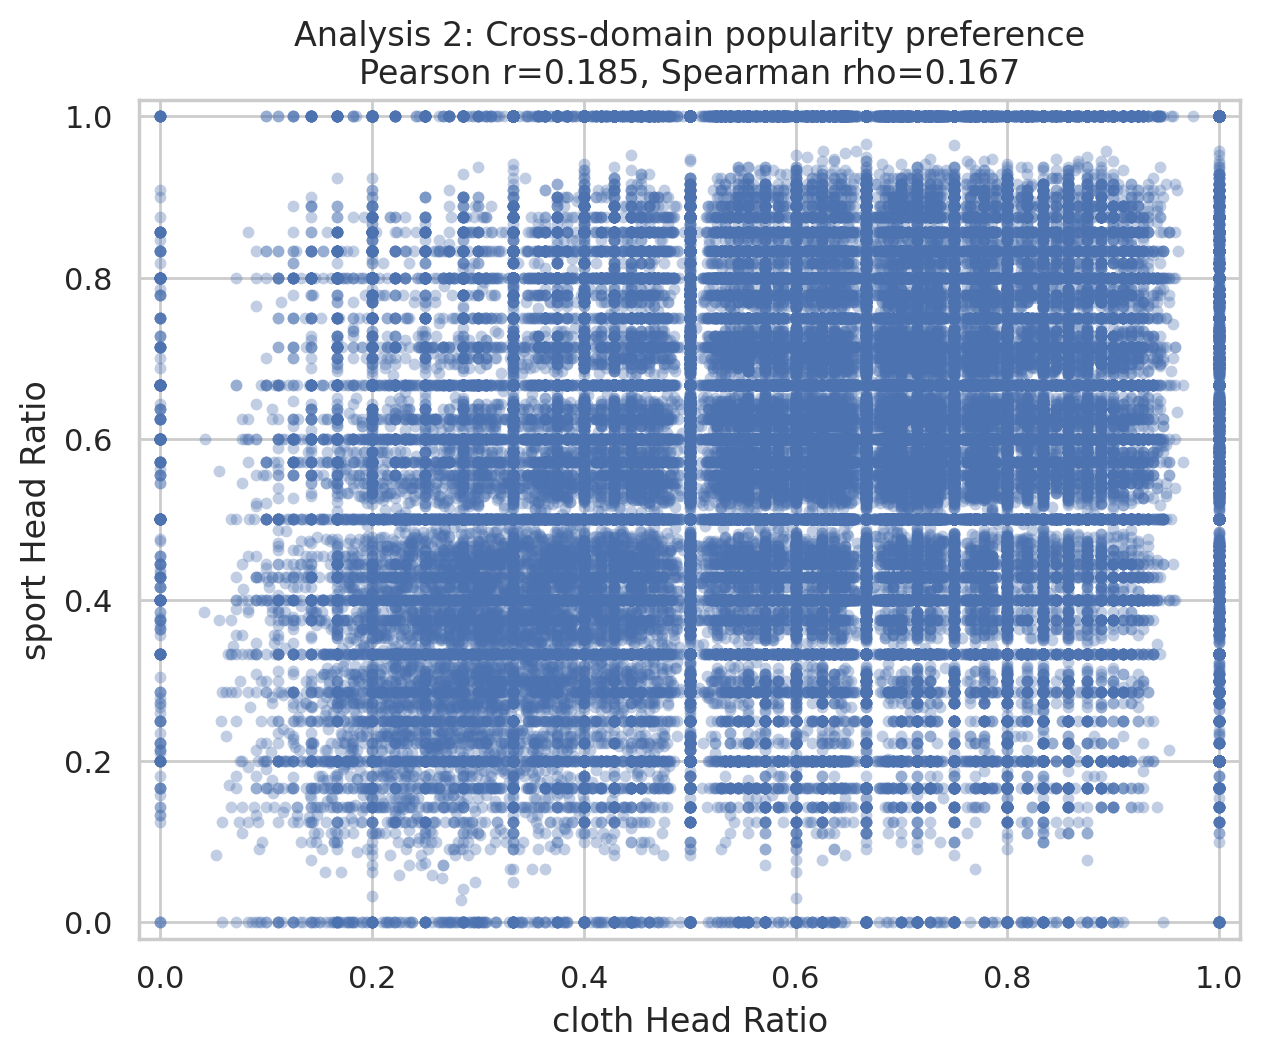 Analysis 2: Cross-domain popularity preference
Pearson r=0.185, Spearman rho=0.167
1.0
0.8
0.6
0.4
0.2
0.0
sport Head Ratio
0.0 0.2 0.4 0.6 0.8 1.0
cloth Head Ratio